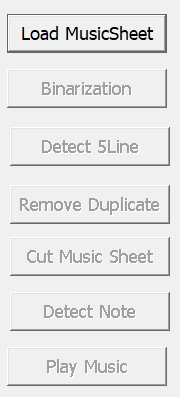 Load MusicSheet
Binarization
Detect 5Line
Remove Duplicate
Cut Music Sheet
Detect Note
Play Music